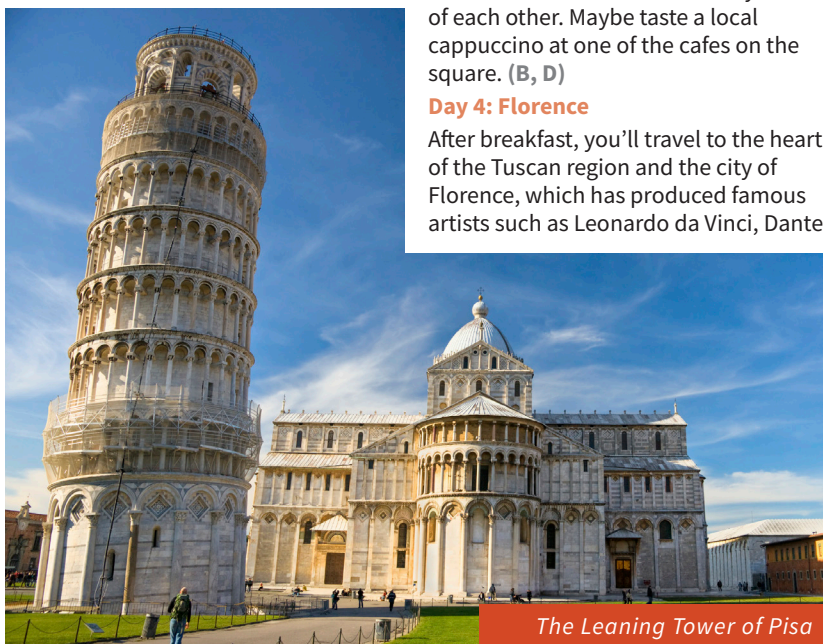 of each other. Maybe taste a local
cappuccino at one of the cafes on the
square. (B, D)
Day 4: Florence
After breakfast, you’ll travel to the heart
of the Tuscan region and the city of
Florence, which has produced famous
artists such as Leonardo da Vinci, Dante
The Leaning Tower of Pisa